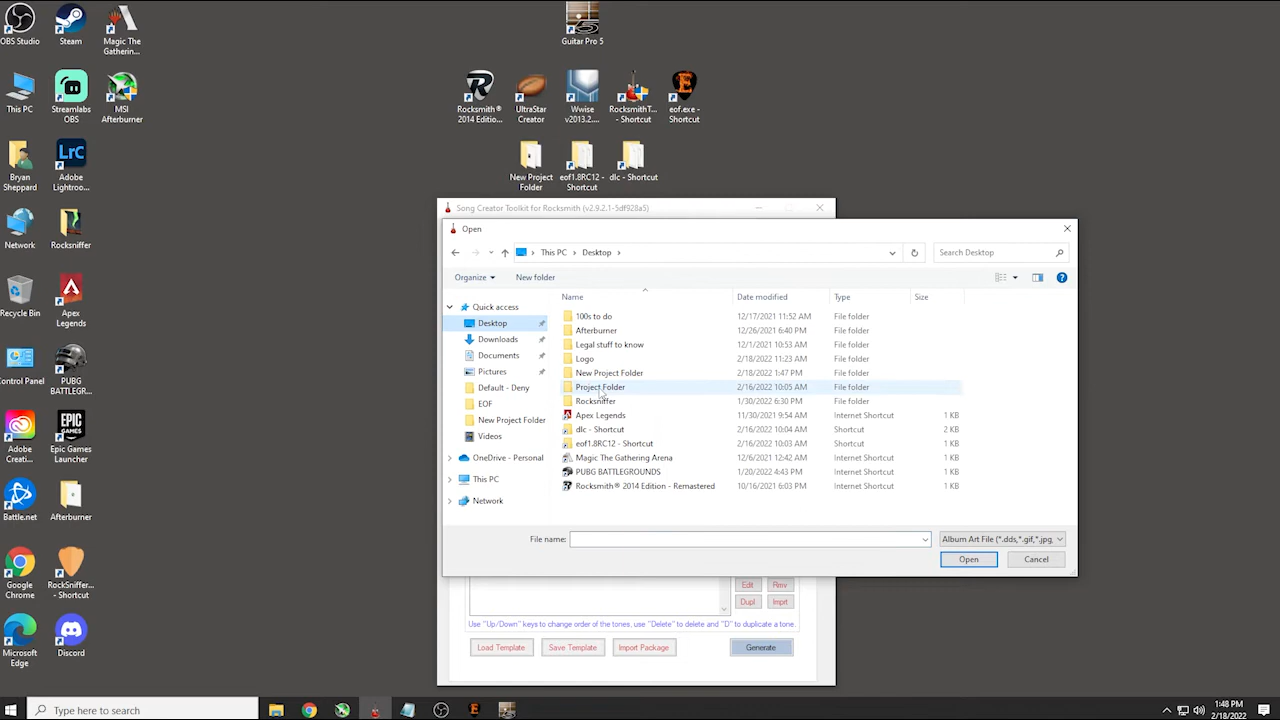 OBS Studio
Steam
Magic The
Gatherin...
Guitar Pro 5
This PC
Streamlabs
OBS
MSI
Afterburner
Rocksmith®
2014 Editio...
UltraStar
Creator
Wwise
v2013.2....
RocksmithT...
- Shortcut
eof.exe -
Shortcut
Bryan
Sheppard
Adobe
Lightroo...
New Project
Folder
eof1.8RC12 -
Shortcut
dlc - Shortcut
Network
Rocksniffer
Recycle Bin
Apex
Legends
Control Panel
PUBG
BATTLEGR...
Adobe
Creati...
Epic Games
Launcher
Battle.net
Afterburner
Google
Chrome
RokSniffer...
- Shortcut
Microsoft
Edge
Discord
Song Creator Toolkit for Rocksmith (v2.9.2.1-5df928a5)
Open
This PC > Desktop >
Search Desktop
Organize
New folder
Quick access
Desktop
Downloads
Documents
Pictures
Default - Deny
EOF
New Project Folder
Videos
OneDrive - Personal
This PC
Network
Name Date modified Type Size
100s to do 12/17/2021 11:52 AM File folder
Afterburner 12/26/2021 6:40 PM File folder
Legal stuff to know 12/1/2021 10:53 AM File folder
Logo 2/18/2022 11:23 AM File folder
New Project Folder 2/18/2022 1:47 PM File folder
Project Folder 2/16/2022 10:05 AM File folder
Rocksniffer 1/30/2022 6:30 PM File folder
Apex Legends 11/30/2021 9:54 AM Internet Shortcut 1 KB
dlc - Shortcut 2/16/2022 10:04 AM Shortcut 2 KB
eof1.8RC12 - Shortcut 2/16/2022 10:03 AM Shortcut 2 KB
Magic The Gathering Arena 12/6/2021 12:42 AM Internet Shortcut 1 KB
PUBG BATTLEGROUNDS 1/20/2022 4:43 PM Internet Shortcut 1 KB
Rocksmith® 2014 Edition - Remastered 10/16/2021 6:03 PM Internet Shortcut 1 KB
File name:
Album Art File (*.dds,*.gif,*.jpg,
Open
Cancel
Edit
Rmv
Dupl
Imprt
Use "Up/Down" keys to change order of the tones, use "Delete" to delete and "D" to duplicate a tone.
Load Template
Save Template
Import Package
Generate
Type here to search
1:48 PM
2/18/2022